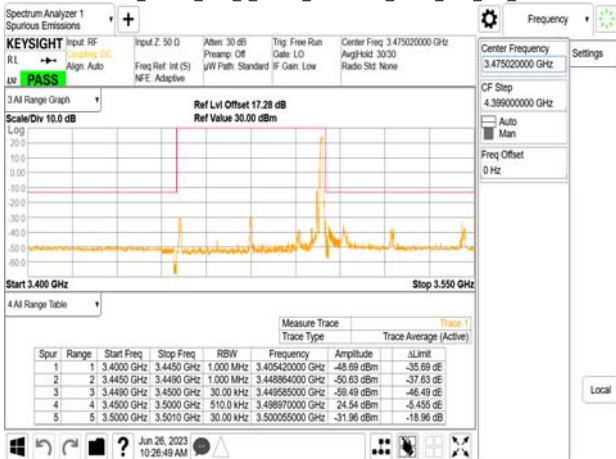 Spectrum Analyzer 1
Spurious Emissions
+
Frequency
KEYSIGHT Input: RF Input Z: 50 Ω Atten: 30 dB Trig: Free Run Center Freq: 3.475020000 GHz
RL Coupling: DC Preamp: Off Gate: LO Avg|Hold: 30/30
Align: Auto Freq Ref: Int (S) µW Path: Standard IF Gain: Low Radio Std: None
NFE: Adaptive
LV PASS
Center Frequency
3.475020000 GHz
Settings
CF Step
4.399000000 GHz
Auto
Man
Freq Offset
0 Hz
Local
3 All Range Graph
Ref Lvl Offset 17.28 dB
Scale/Div 10.0 dB Ref Value 30.00 dBm
Log
20.0
10.0
0.00
-10.0
-20.0
-30.0
-40.0
-50.0
-60.0
Start 3.400 GHz Stop 3.550 GHz
4 All Range Table
Measure Trace Trace 1
Trace Type Trace Average (Active)
Spur Range Start Freq Stop Freq RBW Frequency Amplitude ΔLimit
1 1 3.4000 GHz 3.4450 GHz 1.000 MHz 3.405420000 GHz -48.69 dBm -35.69 dB
2 2 3.4450 GHz 3.4490 GHz 1.000 MHz 3.448864000 GHz -50.63 dBm -37.63 dB
3 3 3.4490 GHz 3.4500 GHz 30.00 kHz 3.449585000 GHz -59.49 dBm -46.49 dB
4 4 3.4500 GHz 3.5000 GHz 510.0 kHz 3.498970000 GHz 24.54 dBm -5.455 dB
5 5 3.5000 GHz 3.5010 GHz 30.00 kHz 3.500055000 GHz -31.96 dBm -18.96 dB
?
Jun 26, 2023
10:26:49 AM